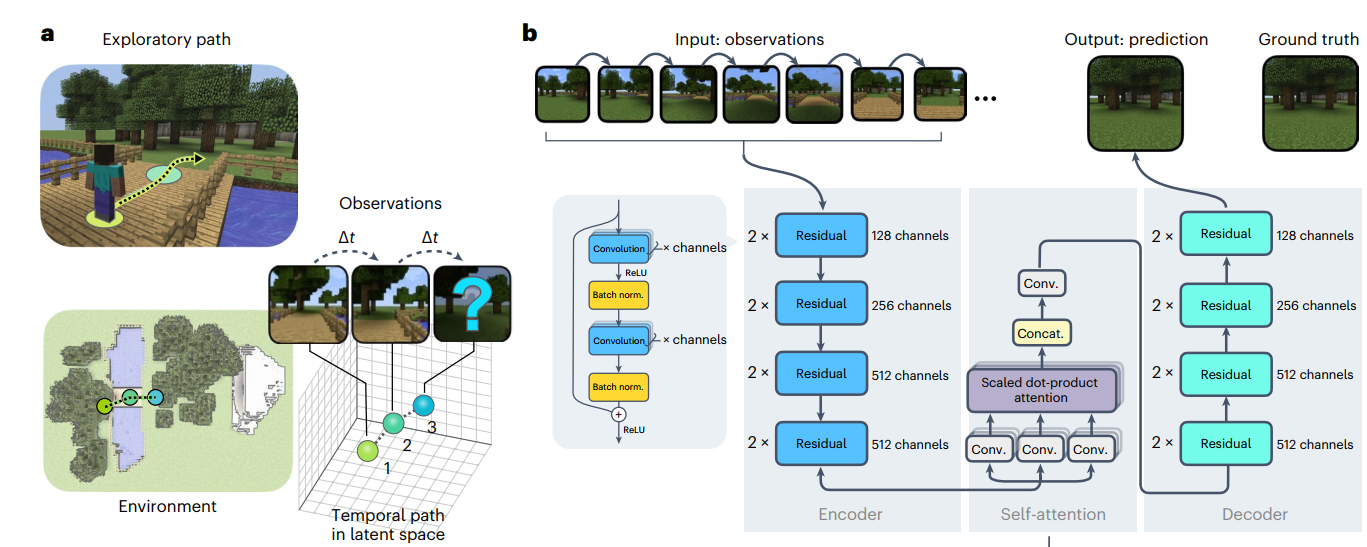 a
Exploratory path
Observations
Δt
Δt
?
1
2
3
Environment
Temporal path
in latent space
b
Input: observations
...
Output: prediction
Ground truth
Convolution
× channels
ReLU
Batch norm.
Convolution
× channels
Batch norm.
+
ReLU
2 ×
Residual
128 channels
2 ×
Residual
256 channels
2 ×
Residual
512 channels
2 ×
Residual
512 channels
Encoder
Conv.
Concat.
Scaled dot-product
attention
Conv.
Conv.
Conv.
Self-attention
2 ×
Residual
128 channels
2 ×
Residual
256 channels
2 ×
Residual
512 channels
2 ×
Residual
512 channels
Decoder